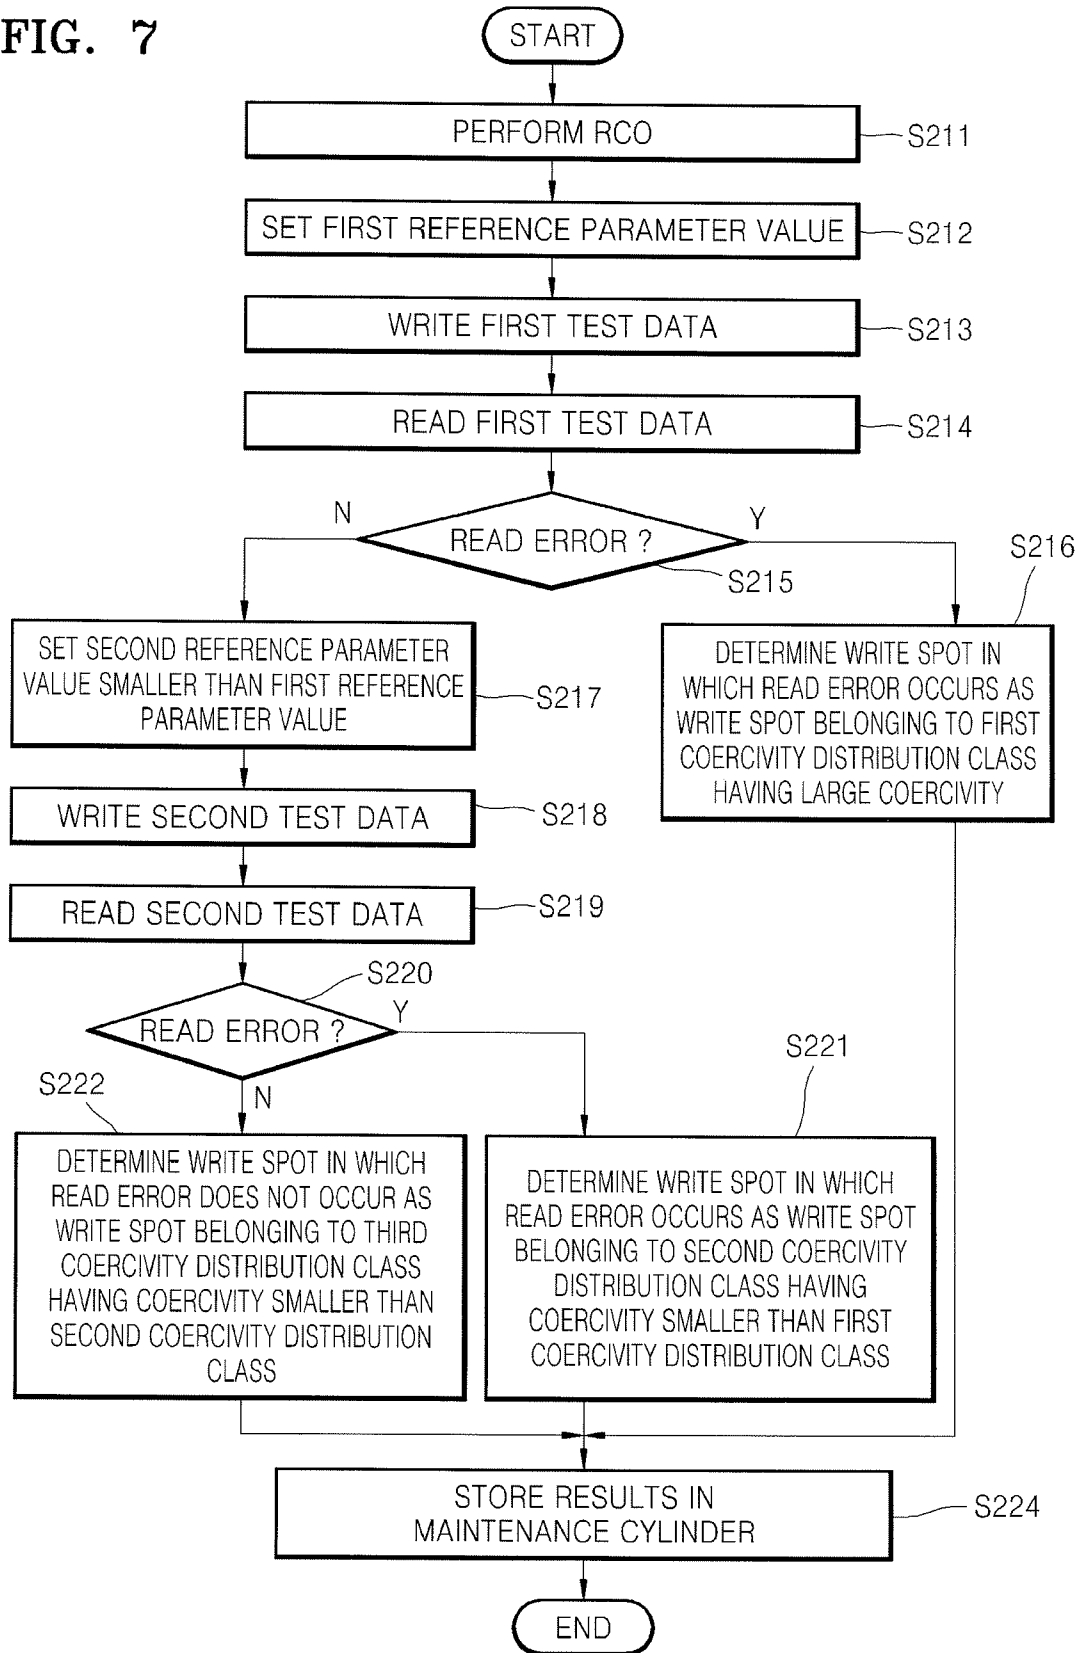 FIG. 7
START
PERFORM RCO
S211
SET FIRST REFERENCE PARAMETER VALUE
S212
WRITE FIRST TEST DATA
S213
READ FIRST TEST DATA
S214
N
READ ERROR ?
Y
S215
S216
SET SECOND REFERENCE PARAMETER
VALUE SMALLER THAN FIRST REFERENCE
PARAMETER VALUE
S217
DETERMINE WRITE SPOT IN
WHICH READ ERROR OCCURS AS
WRITE SPOT BELONGING TO FIRST
COERCIVITY DISTRIBUTION CLASS
HAVING LARGE COERCIVITY
WRITE SECOND TEST DATA
S218
READ SECOND TEST DATA
S219
S220
READ ERROR ?
Y
N
S222
S221
DETERMINE WRITE SPOT IN WHICH
READ ERROR DOES NOT OCCUR AS
WRITE SPOT BELONGING TO THIRD
COERCIVITY DISTRIBUTION CLASS
HAVING COERCIVITY SMALLER THAN
SECOND COERCIVITY DISTRIBUTION
CLASS
DETERMINE WRITE SPOT IN WHICH
READ ERROR OCCURS AS WRITE SPOT
BELONGING TO SECOND COERCIVITY
DISTRIBUTION CLASS HAVING
COERCIVITY SMALLER THAN FIRST
COERCIVITY DISTRIBUTION CLASS
STORE RESULTS IN
MAINTENANCE CYLINDER
S224
END